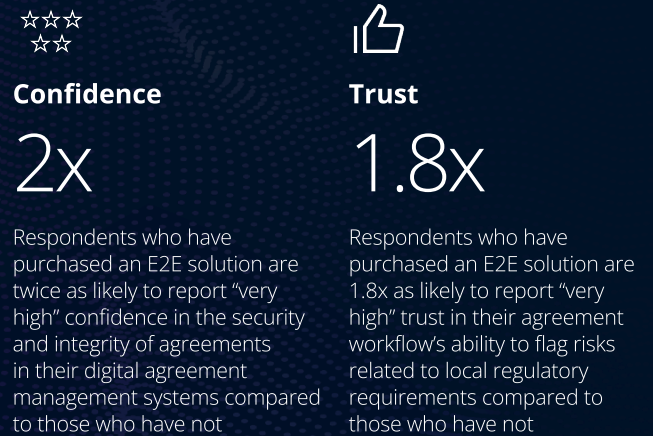 Confidence
2x
Respondents who have
purchased an E2E solution are
twice as likely to report “very
high” confidence in the security
and integrity of agreements
in their digital agreement
management systems compared
to those who have not
Trust
1.8x
Respondents who have
purchased an E2E solution are
1.8x as likely to report “very
high” trust in their agreement
workflow’s ability to flag risks
related to local regulatory
requirements compared to
those who have not